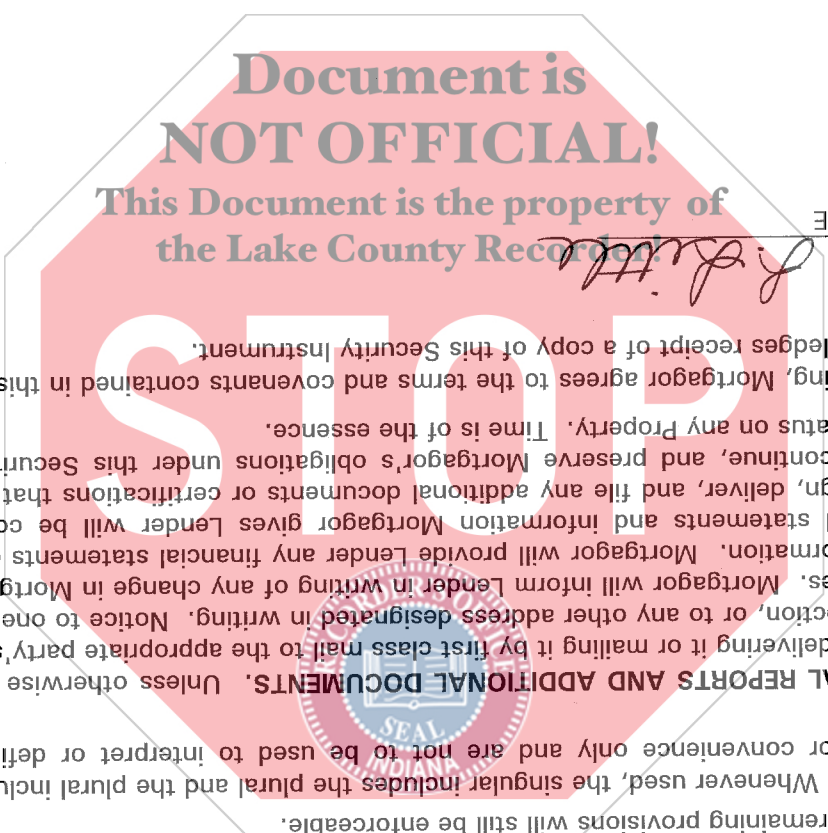 Document is
NOT OFFICIAL!
This Document is the property of
the Lake County Recorder!
STOP
RECORDER'S OFFICE
SEAL
INDIANA
remaining provisions will still be enforceable.
Whenever used, the singular includes the plural and the plural inclu
or convenience only and are not to be used to interpret or defi
AL REPORTS AND ADDITIONAL DOCUMENTS. Unless otherwise
delivering it or mailing it by first class mail to the appropriate party's
ection, or to any other address designated in writing. Notice to one
es. Mortgagor will inform Lender in writing of any change in Mortg
ormation. Mortgagor will provide Lender any financial statements
l statements and information Mortgagor gives Lender will be co
gn, deliver, and file any additional documents or certifications that
continue, and preserve Mortgagor's obligations under this Securi
atus on any Property. Time is of the essence.
ing, Mortgagor agrees to the terms and covenants contained in this
ledges receipt of a copy of this Security Instrument.
Little
E